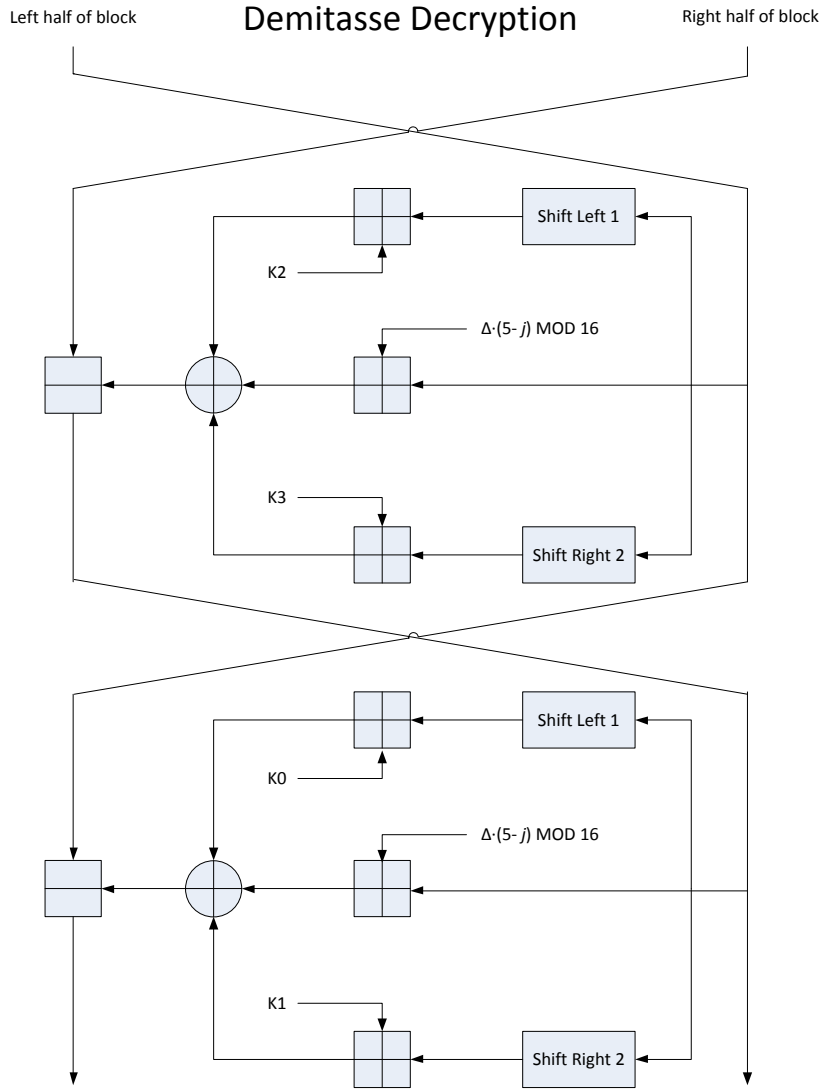 Left half of block
Demitasse Decryption
Right half of block
Shift Left 1
K2
Δ·(5- j) MOD 16
K3
Shift Right 2
Shift Left 1
K0
Δ·(5- j) MOD 16
K1
Shift Right 2